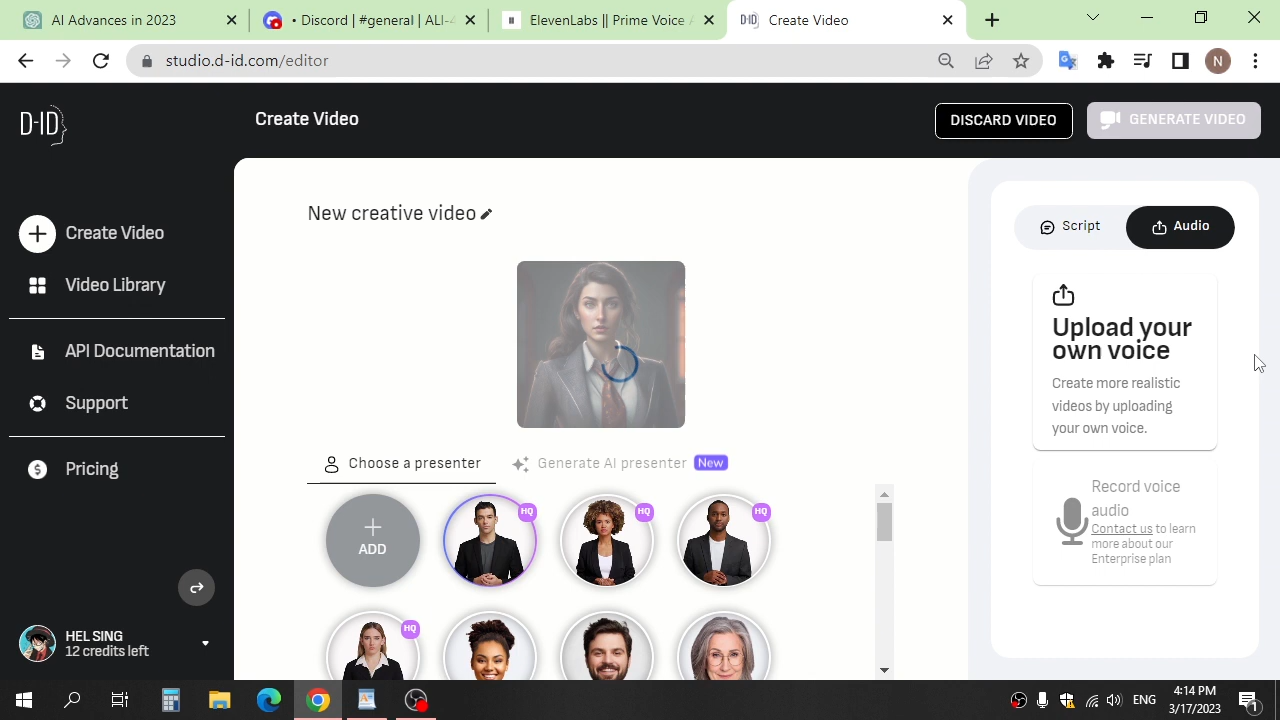 AI Advances in 2023
• Discord | #general | ALI-4
ElevenLabs || Prime Voice A
D-ID
Create Video
studio.d-id.com/editor
N
D-ID
Create Video
DISCARD VIDEO
GENERATE VIDEO
New creative video
Script
Audio
Create Video
Video Library
API Documentation
Support
Pricing
Upload your
own voice
Create more realistic
videos by uploading
your own voice.
Choose a presenter
Generate AI presenter
New
Record voice
audio
Contact us to learn
more about our
Enterprise plan
ADD
HQ
HQ
HQ
HQ
HEL SING
12 credits left
ENG
4:14 PM
3/17/2023
1